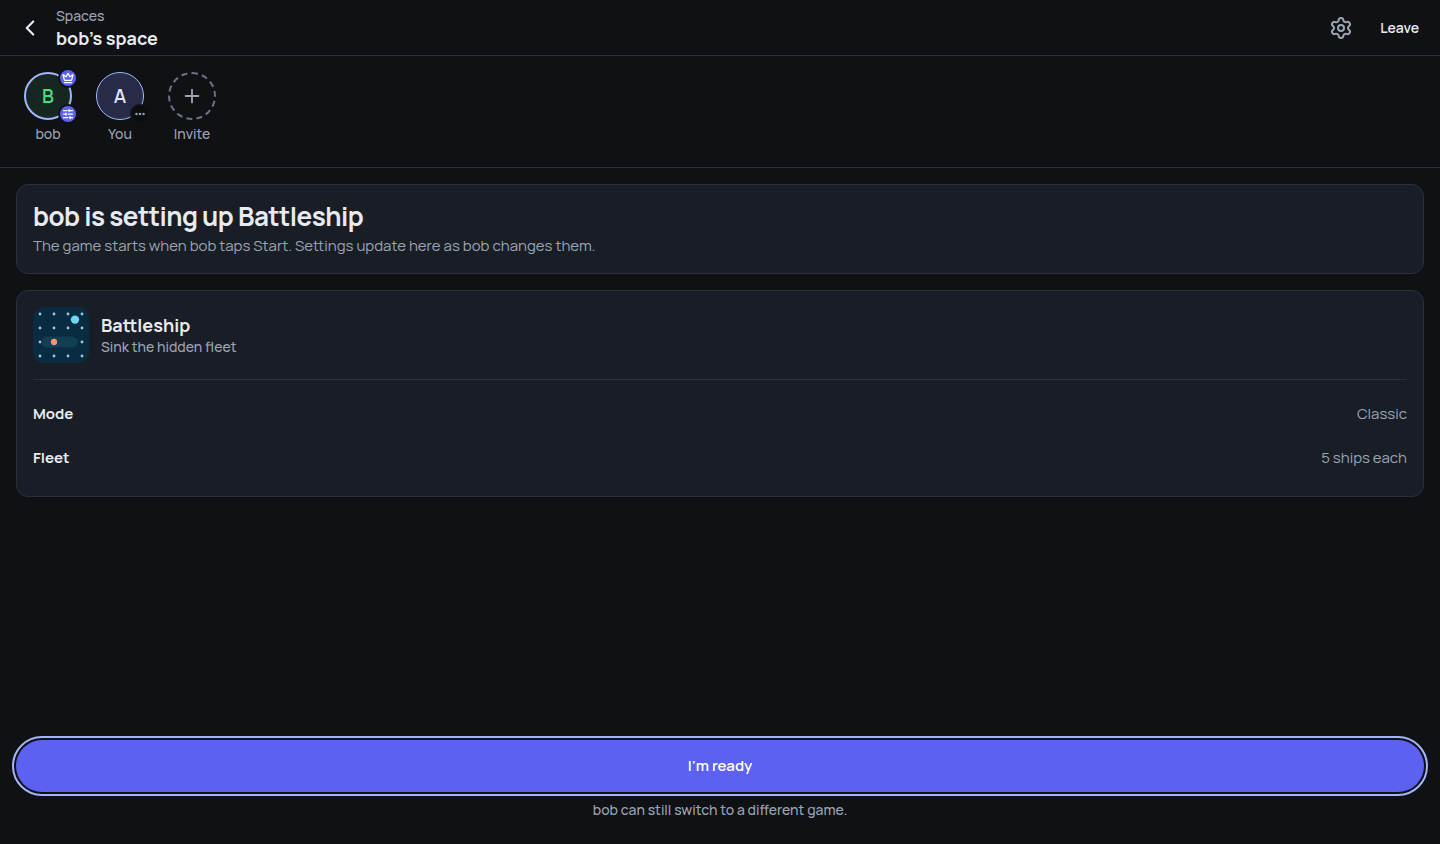 Spaces
bob's space
Leave
B
A
bob
You
Invite
bob is setting up Battleship
The game starts when bob taps Start. Settings update here as bob changes them.
Battleship
Sink the hidden fleet
Mode
Classic
Fleet
5 ships each
I'm ready
bob can still switch to a different game.